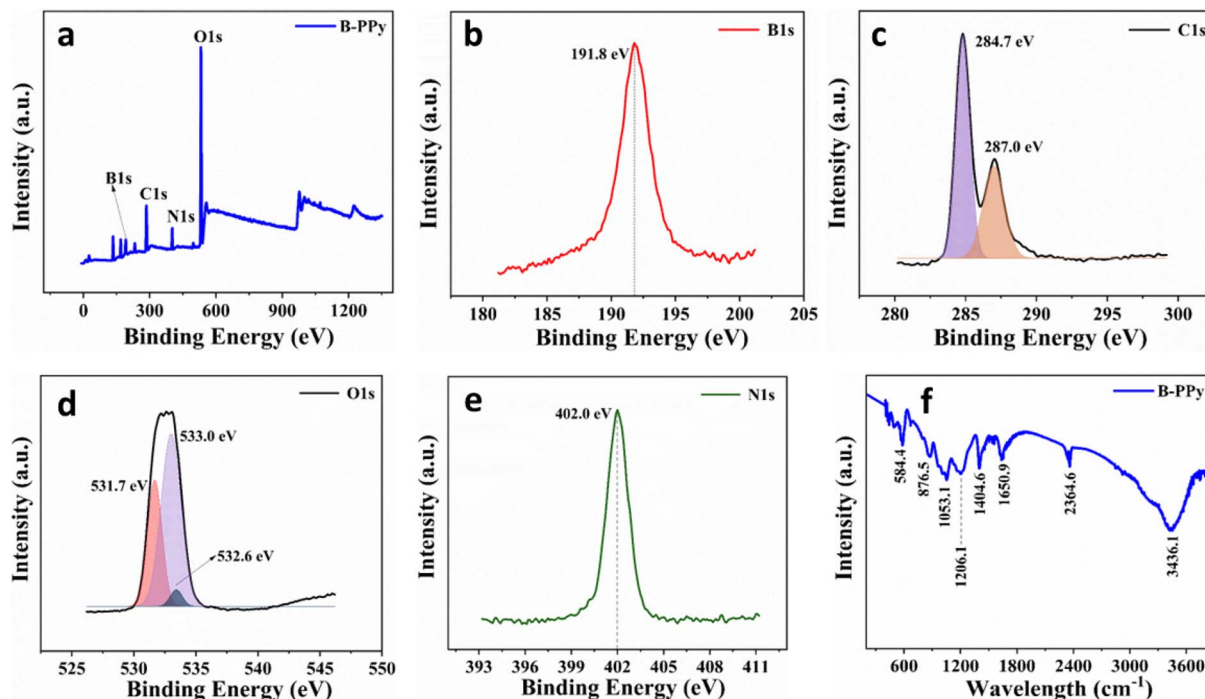 a
B-PPy
O1s
B1s
C1s
N1s
Intensity (a.u.)
0 300 600 900 1200
Binding Energy (eV)
b
B1s
191.8 eV
Intensity (a.u.)
180 185 190 195 200 205
Binding Energy (eV)
c
C1s
284.7 eV
287.0 eV
Intensity (a.u.)
280 285 290 295 300
Binding Energy (eV)
d
O1s
533.0 eV
531.7 eV
532.6 eV
Intensity (a.u.)
525 530 535 540 545 550
Binding Energy (eV)
e
N1s
402.0 eV
Intensity (a.u.)
393 396 399 402 405 408 411
Binding Energy (eV)
f
B-PPy
584.4
876.5
1053.1
1206.1
1404.6
1650.9
2364.6
3436.1
Intensity (a.u.)
600 1200 1800 2400 3000 3600
Wavelength (cm⁻¹)